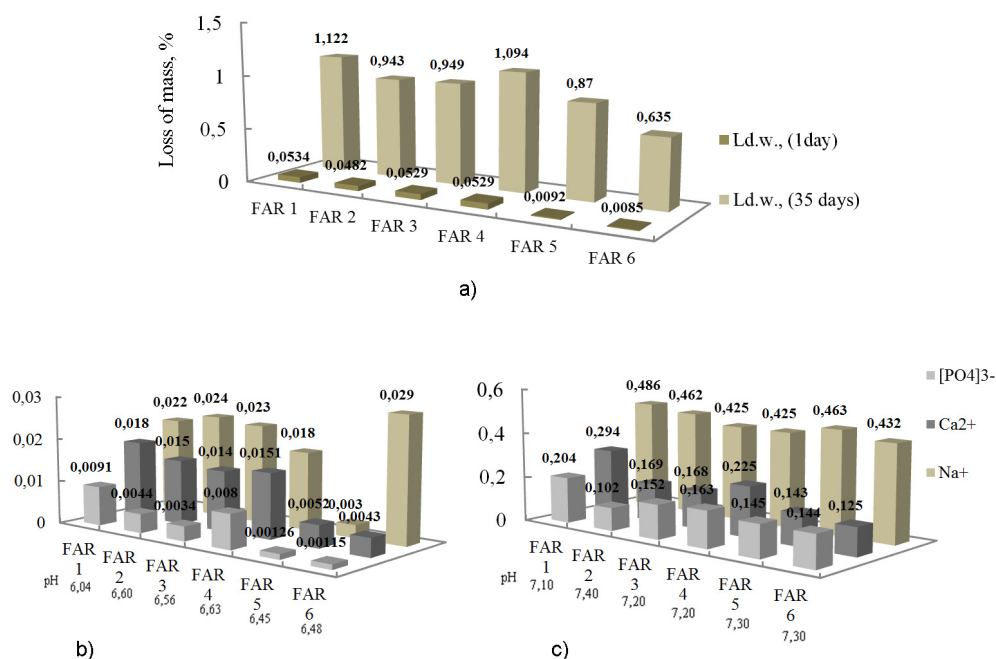 1,5
1,122
1,094
0,943
0,949
1
0,87
Loss of mass, %
0,635
0,5
Ld.w., (1day)
0,0534
0,0482
0,0529
0,0529
0,0092
0,0085
0
Ld.w., (35 days)
FAR 1
FAR 2
FAR 3
FAR 4
FAR 5
FAR 6
a)
0,03
0,029
0,022
0,024
0,023
0,018
0,018
0,02
0,015
0,014
0,0151
0,01
0,0091
0,0044
0,0034
0,008
0,0052
0,003
0,0043
0,00126
0,00115
0
FAR 1
FAR 2
FAR 3
FAR 4
FAR 5
FAR 6
pH
6,04
6,60
6,56
6,63
6,45
6,48
b)
0,6
0,486
0,462
0,425
0,425
0,463
0,432
0,4
0,294
0,169
0,168
0,225
0,143
0,125
0,2
0,204
0,102
0,152
0,163
0,145
0,144
0
FAR 1
FAR 2
FAR 3
FAR 4
FAR 5
FAR 6
pH
7,10
7,40
7,20
7,20
7,30
7,30
c)
[PO4]3-
Ca2+
Na+